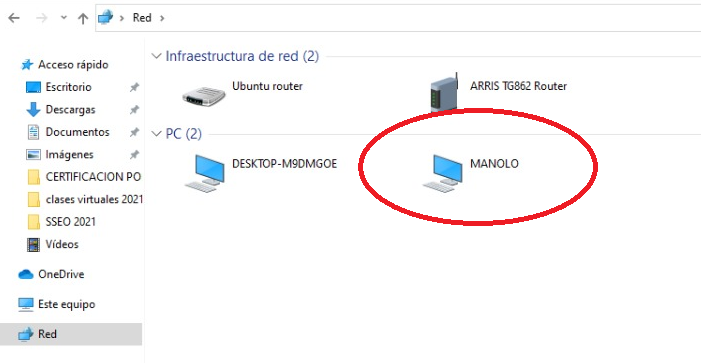 Red
Acceso rápido
Escritorio
Descargas
Documentos
Imágenes
CERTIFICACION PO
clases virtuales 2021
SSEO 2021
Vídeos
OneDrive
Este equipo
Red
Infraestructura de red (2)
Ubuntu router
ARRIS TG862 Router
PC (2)
DESKTOP-M9DMGOE
MANOLO